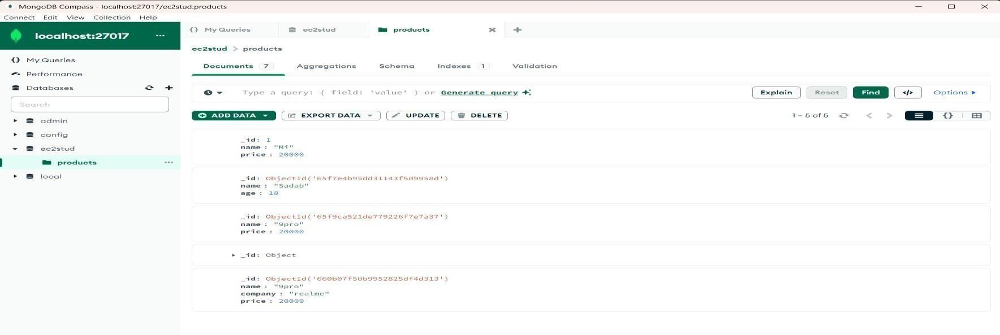 MongoDB Compass - localhost:27017/ec2stud.products
Connect Edit View Collection Help
localhost:27017 ...
{} My Queries
Performance
Databases
Search
admin
config
ec2stud
products ...
local
{} My Queries ec2stud products
ec2stud > products
Documents 7 Aggregations Schema Indexes 1 Validation
Type a query: { field: 'value' } or Generate query
Explain Reset Find </> Options
ADD DATA EXPORT DATA UPDATE DELETE
1 – 5 of 5 {}
_id: 1
name : "Mi"
price : 20000
_id: ObjectId('65f7e4b95dd31143f5d9958d')
name : "Sadab"
age : 18
_id: ObjectId('65f9ca521de779226f7e7a37')
name : "9pro"
price : 20000
_id: Object
_id: ObjectId('660b07f50b9952825df4d313')
name : "9pro"
company : "realme"
price : 20000